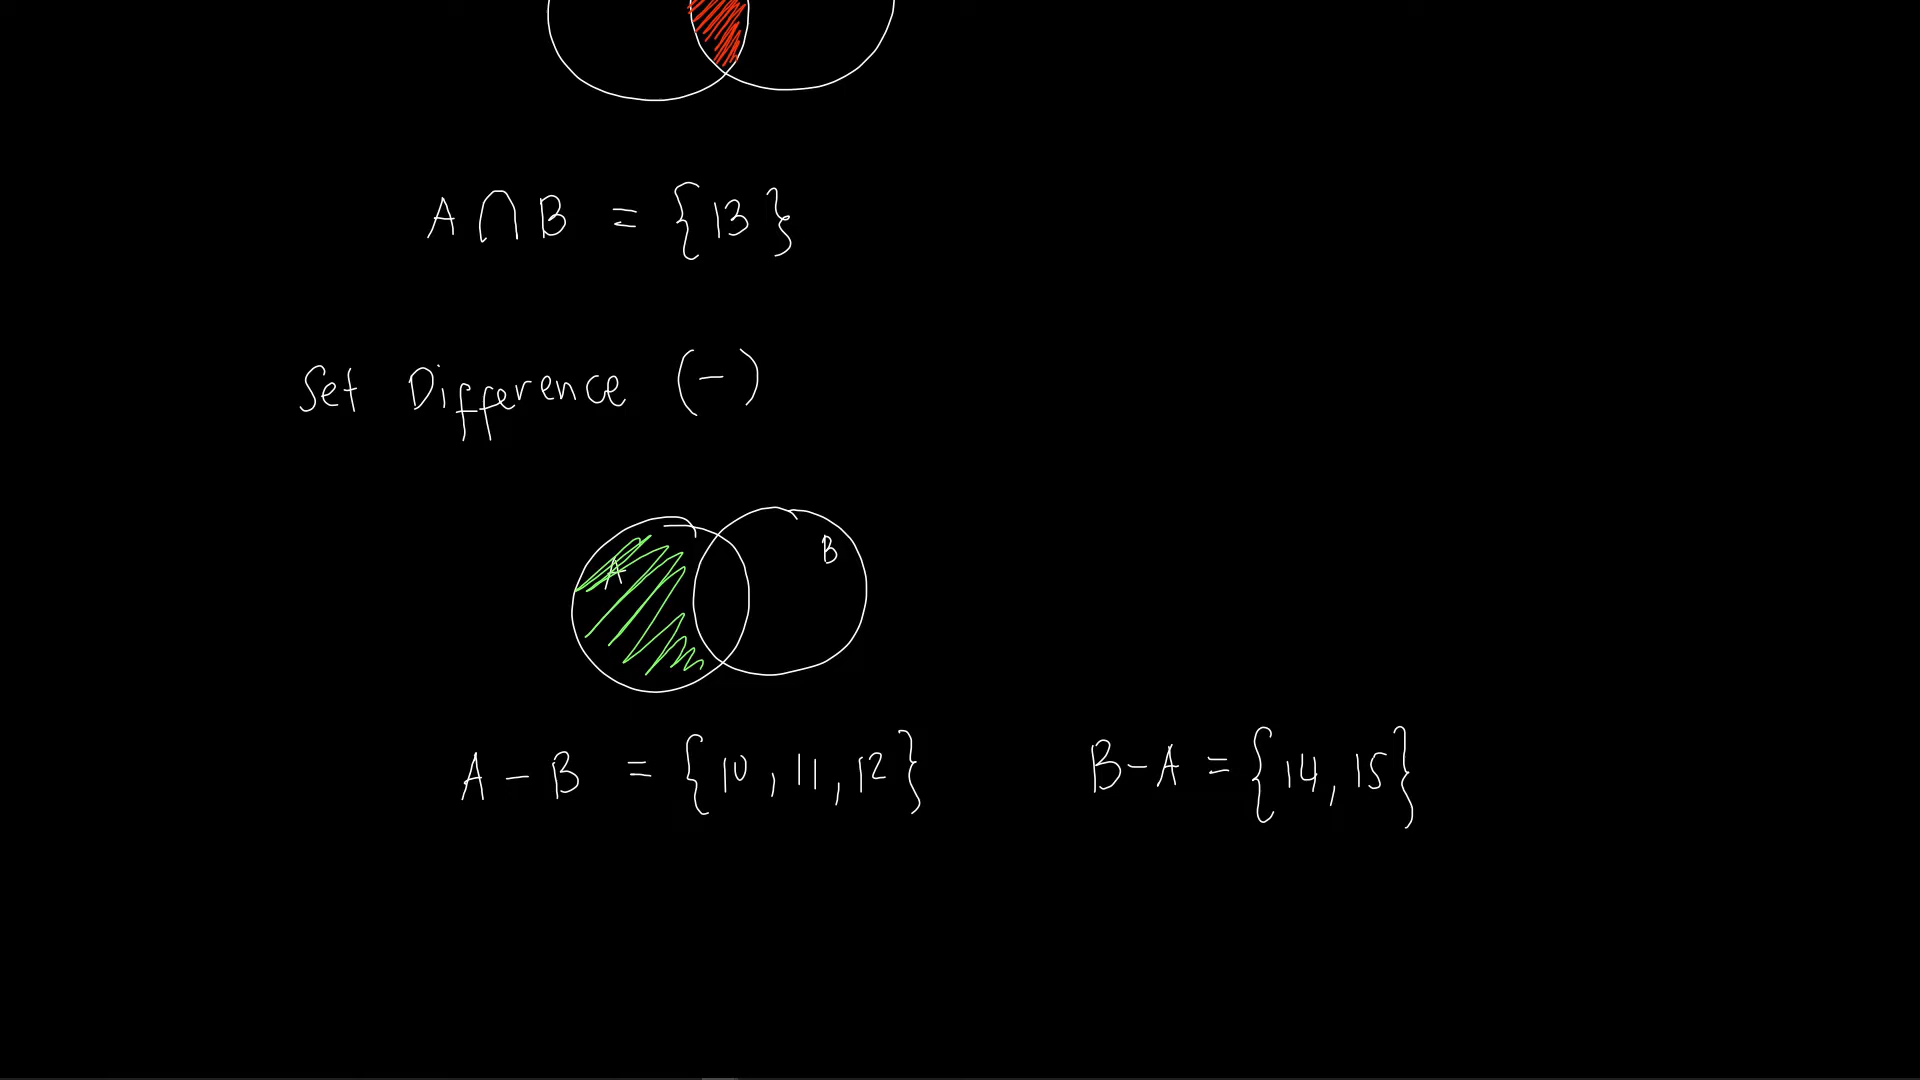 A ∩ B = {13}
Set Difference (-)
A B
A - B = {10, 11, 12} B - A = {14, 15}